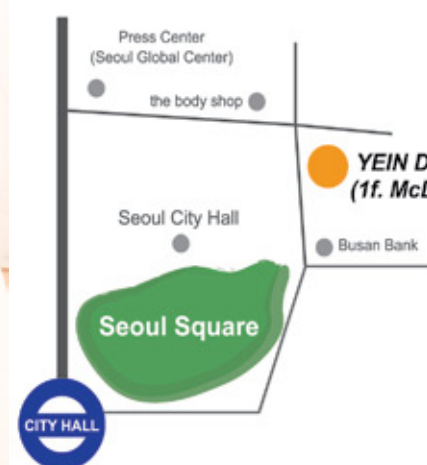 Press Center
(Seoul Global Center)
the body shop
YEIN D
(1f. McD
Seoul City Hall
Busan Bank
Seoul Square
CITY HALL